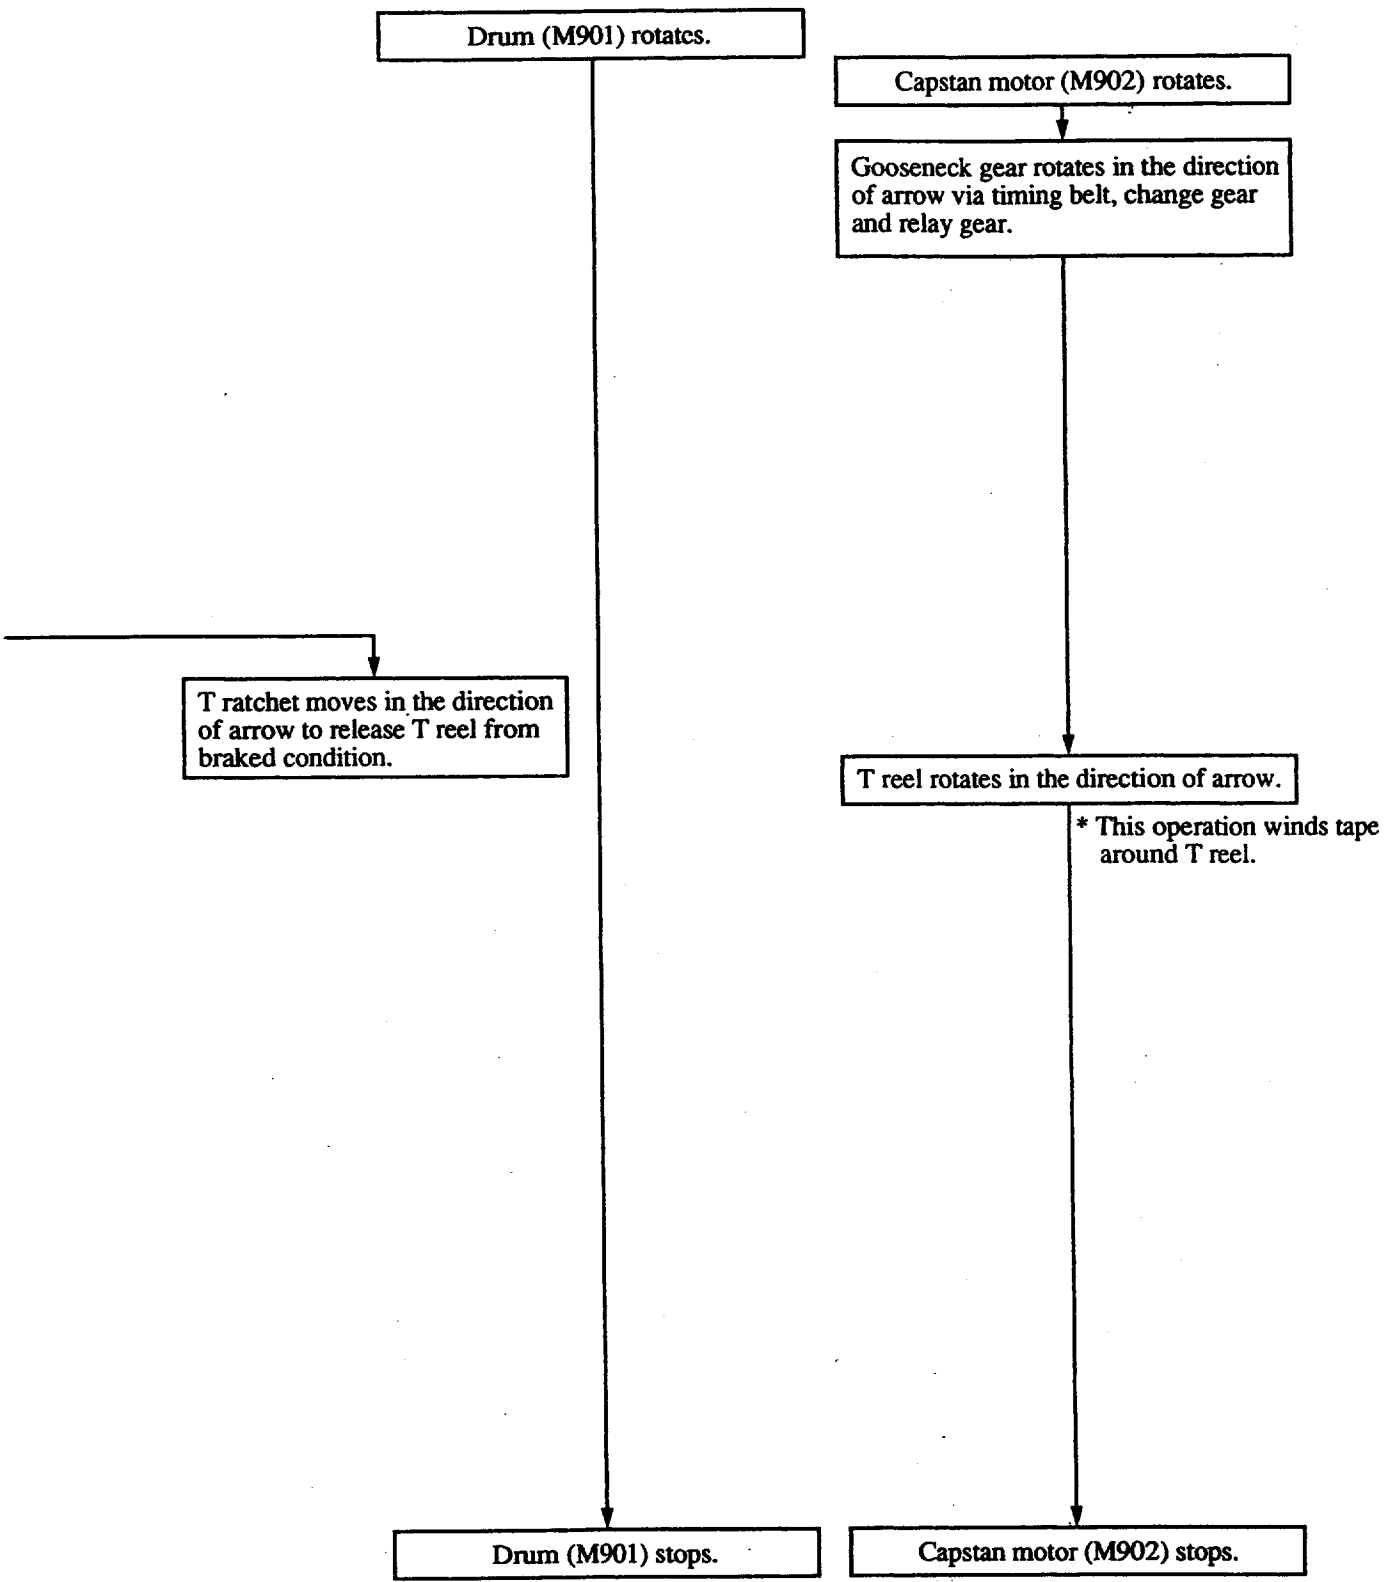 Drum (M901) rotates.
Capstan motor (M902) rotates.
Gooseneck gear rotates in the direction
of arrow via timing belt, change gear
and relay gear.
T ratchet moves in the direction
of arrow to release T reel from
braked condition.
T reel rotates in the direction of arrow.
* This operation winds tape
around T reel.
Drum (M901) stops.
Capstan motor (M902) stops.